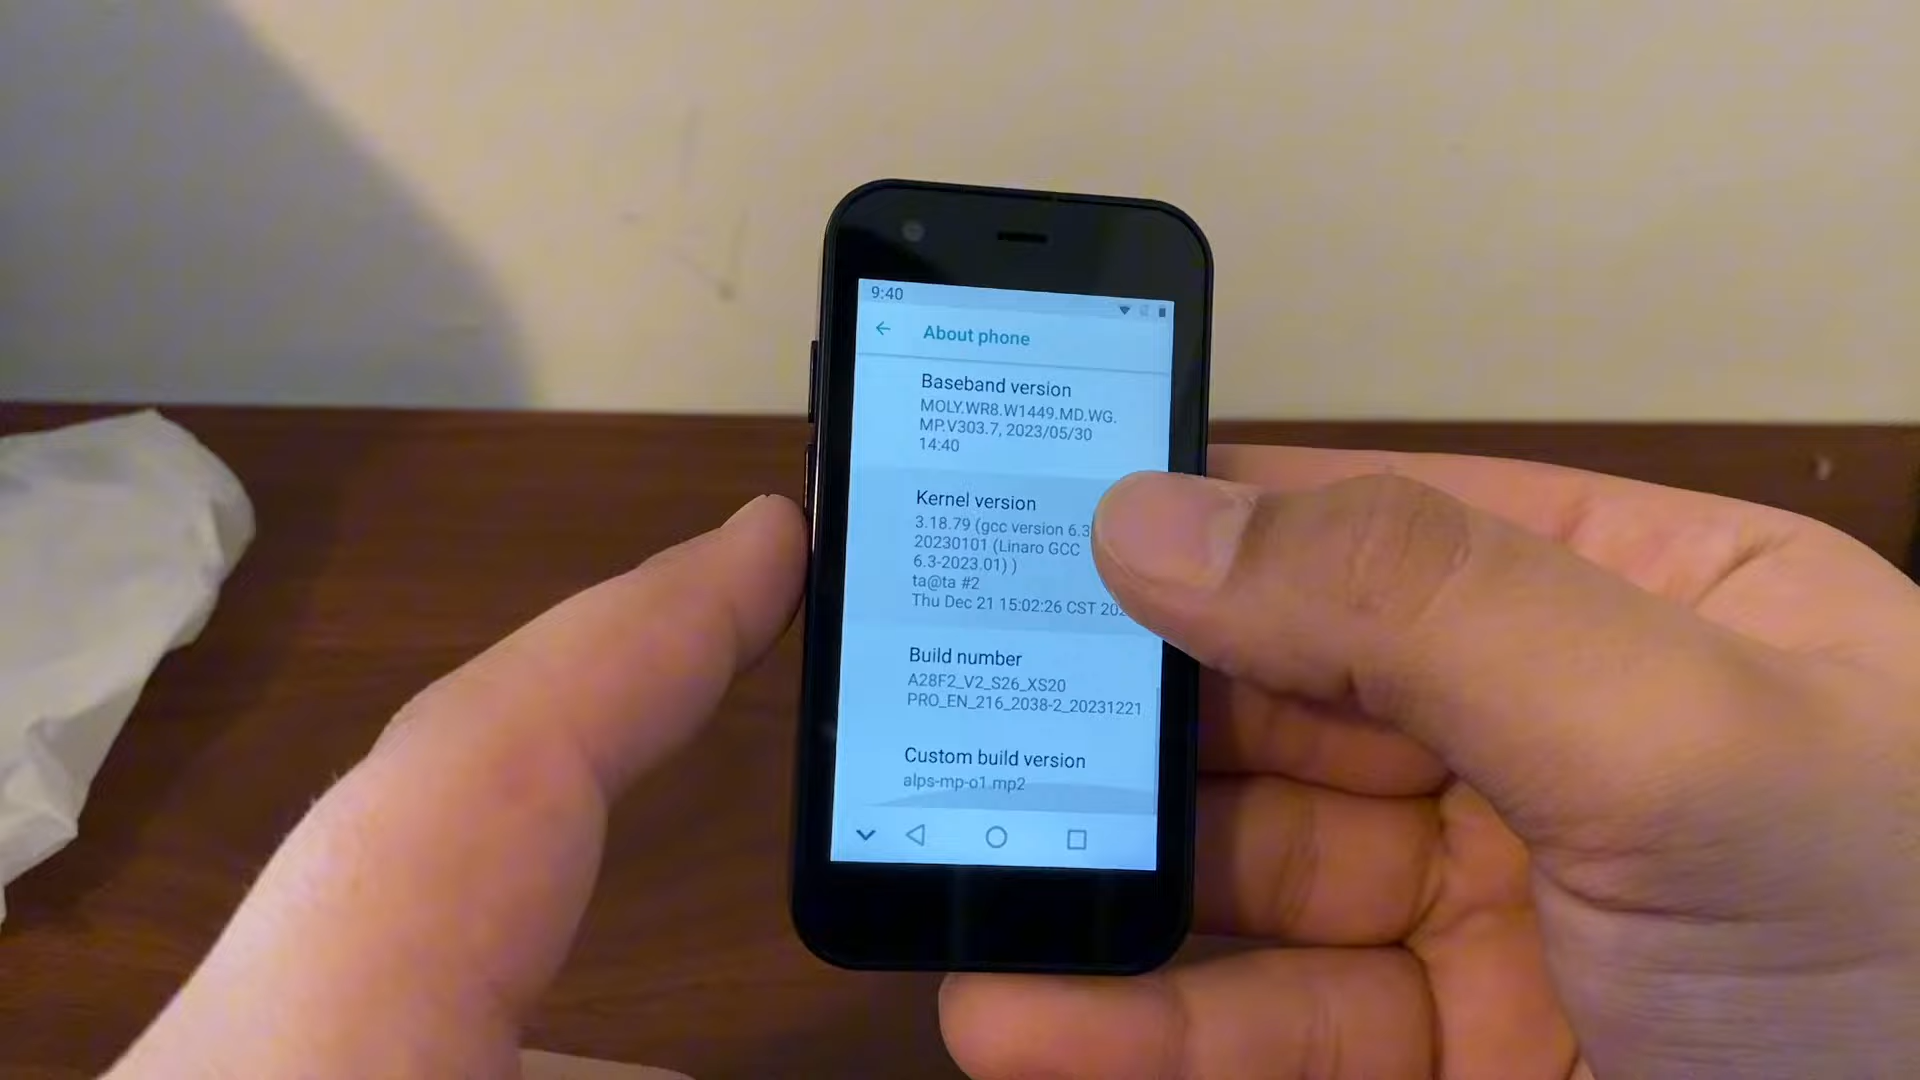 9:40
About phone
Baseband version
MOLY.WR8.W1449.MD.WG.
MP.V303.7, 2023/05/30
14:40
Kernel version
3.18.79 (gcc version 6.3
20230101 (Linaro GCC
6.3-2023.01) )
ta@ta #2
Thu Dec 21 15:02:26 CST
Build number
A28F2_V2_S26_XS20
PRO_EN_216_2038-2_20231221
Custom build version
alps-mp-o1.mp2